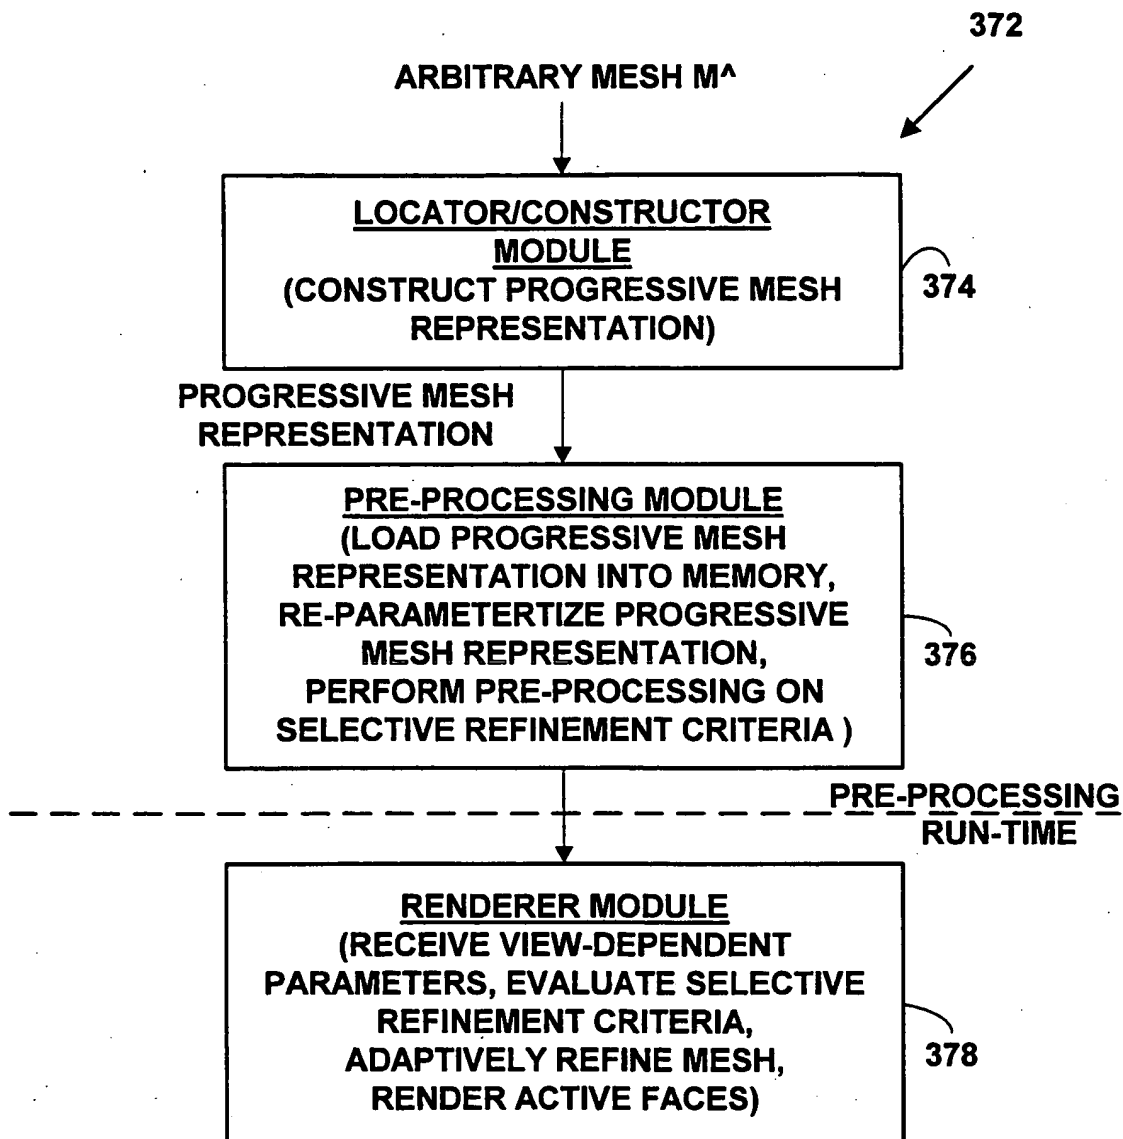 372
ARBITRARY MESH M^
LOCATOR/CONSTRUCTOR
MODULE
(CONSTRUCT PROGRESSIVE MESH
REPRESENTATION)
374
PROGRESSIVE MESH
REPRESENTATION
PRE-PROCESSING MODULE
(LOAD PROGRESSIVE MESH
REPRESENTATION INTO MEMORY,
RE-PARAMETERTIZE PROGRESSIVE
MESH REPRESENTATION,
PERFORM PRE-PROCESSING ON
SELECTIVE REFINEMENT CRITERIA )
376
PRE-PROCESSING
RUN-TIME
RENDERER MODULE
(RECEIVE VIEW-DEPENDENT
PARAMETERS, EVALUATE SELECTIVE
REFINEMENT CRITERIA,
ADAPTIVELY REFINE MESH,
RENDER ACTIVE FACES)
378